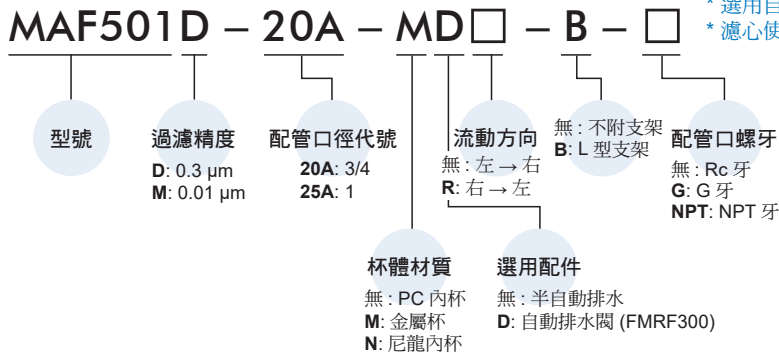 * 選用自
* 濾心使
MAF501D – 20A – MD□ – B – □
型號
過濾精度
D: 0.3 μm
M: 0.01 μm
配管口徑代號
20A: 3/4
25A: 1
流動方向
無 : 左 → 右
R: 右 → 左
無 : 不附支架
B: L 型支架
配管口螺牙
無 : Rc 牙
G: G 牙
NPT: NPT 牙
杯體材質
無 : PC 內杯
M: 金屬杯
N: 尼龍內杯
選用配件
無 : 半自動排水
D: 自動排水閥 (FMRF300)